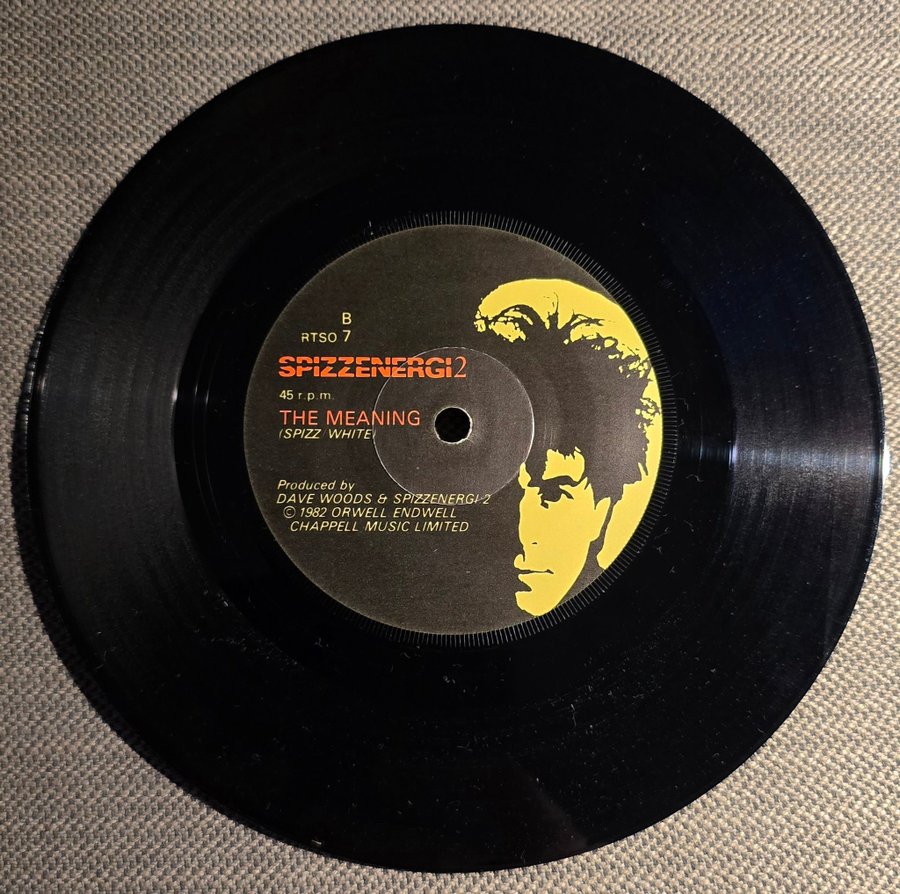 B
RTSO 7
SPIZZENERGI2
45 r.p.m.
THE MEANING
(SPIZZ/WHITE)
Produced by
DAVE WOODS & SPIZZENERGI 2
© 1982 ORWELL ENDWELL
CHAPPELL MUSIC LIMITED